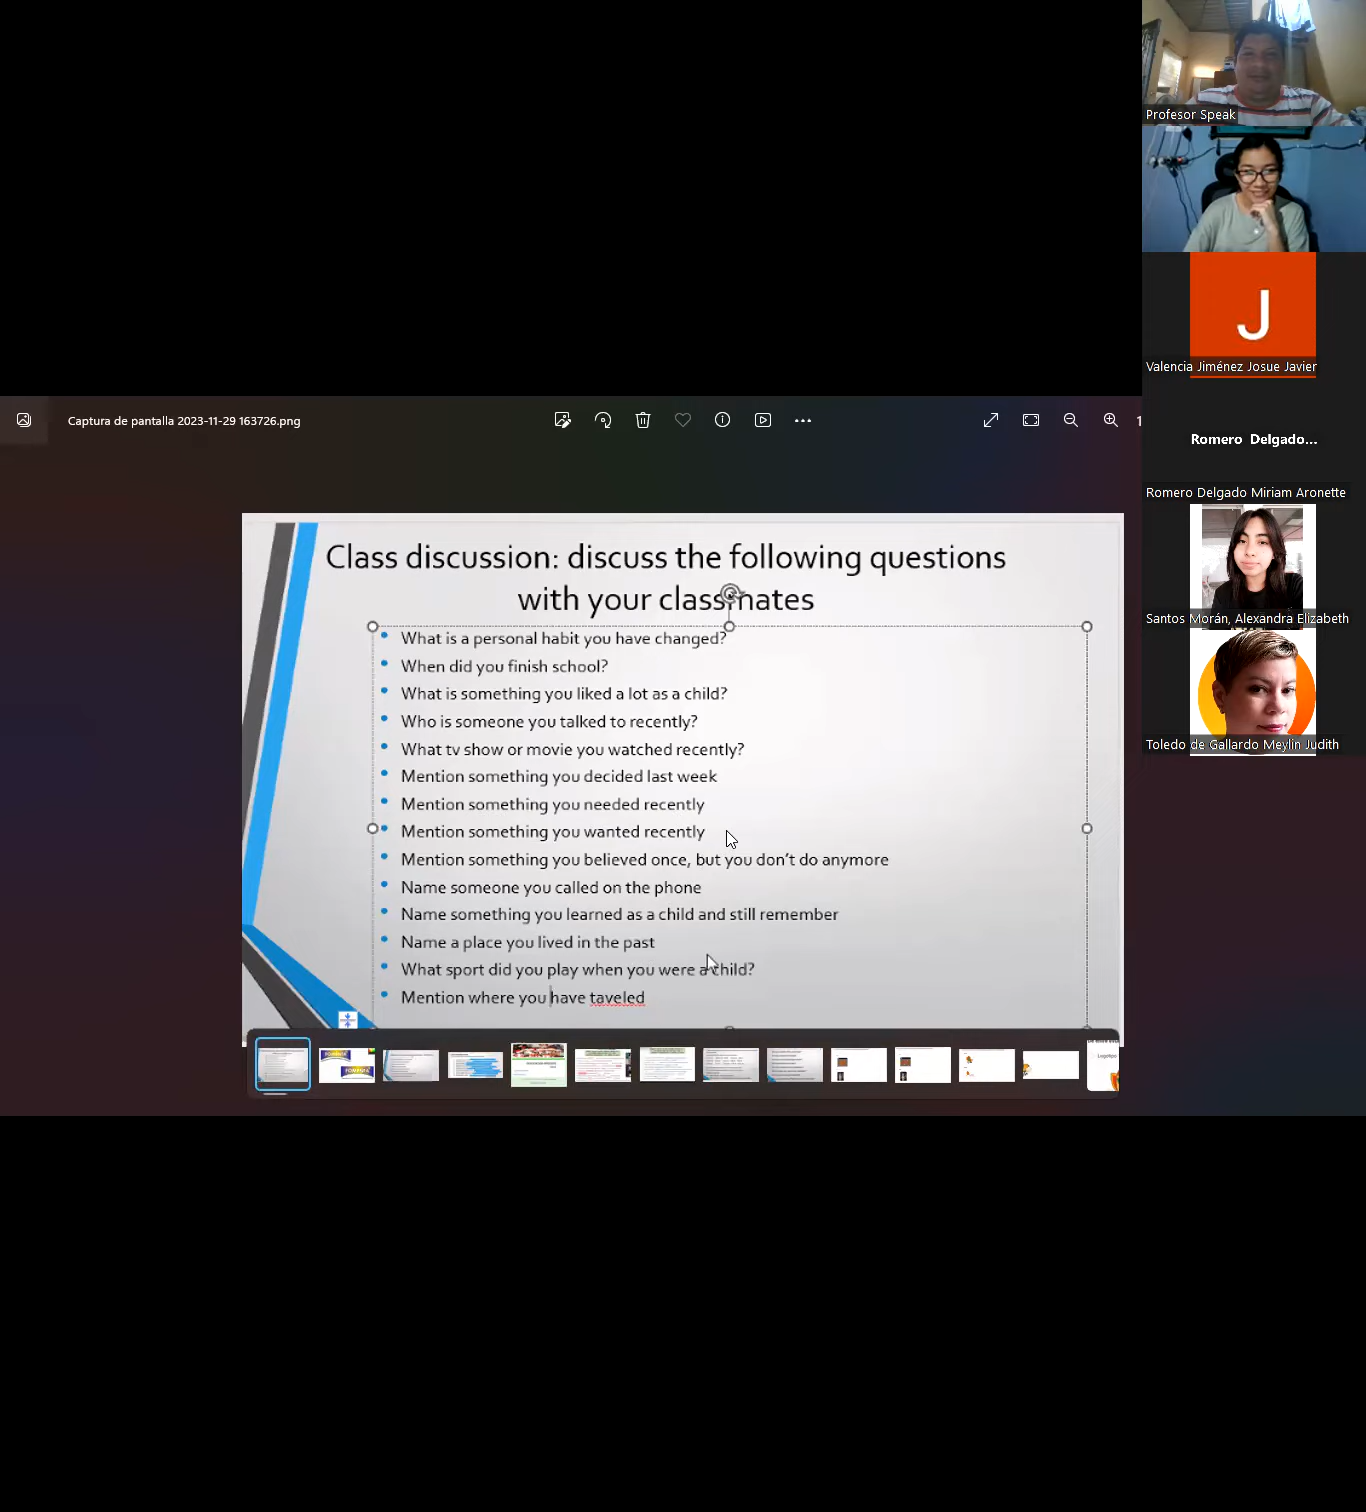 Profesor Speak
J
Valencia Jiménez Josue Javier
Romero Delgado...
Romero Delgado Miriam Aronette
Santos Morán, Alexandra Elizabeth
Toledo de Gallardo Meylin Judith
Captura de pantalla 2023-11-29 163726.png
Class discussion: discuss the following questions
with your classmates
What is a personal habit you have changed?
When did you finish school?
What is something you liked a lot as a child?
Who is someone you talked to recently?
What tv show or movie you watched recently?
Mention something you decided last week
Mention something you needed recently
Mention something you wanted recently
Mention something you believed once, but you don't do anymore
Name someone you called on the phone
Name something you learned as a child and still remember
Name a place you lived in the past
What sport did you play when you were a child?
Mention where you have taveled